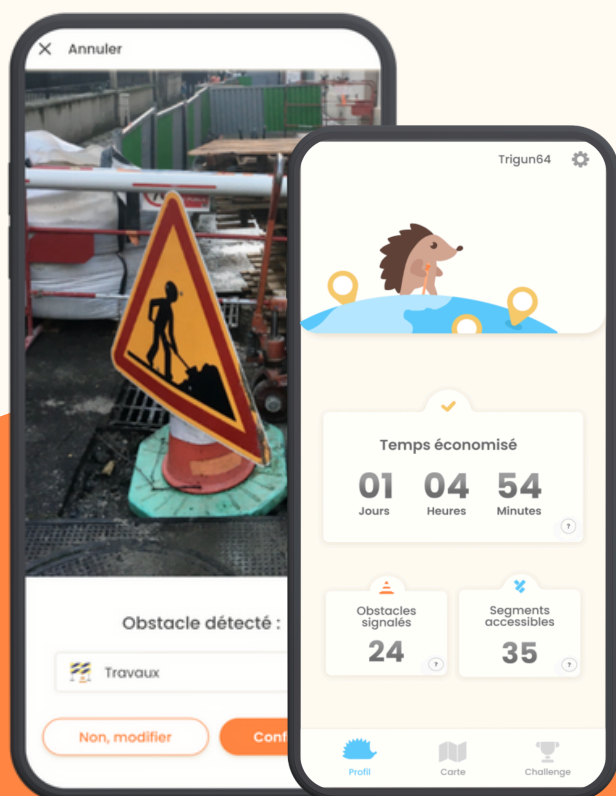 Annuler
Obstacle détecté :
Travaux
Non, modifier
Trigun64
Temps économisé
01 04 54
Jours Heures Minutes
?
Obstacles
signalés
24
?
Segments
accessibles
35
?
Profil Carte Challenge